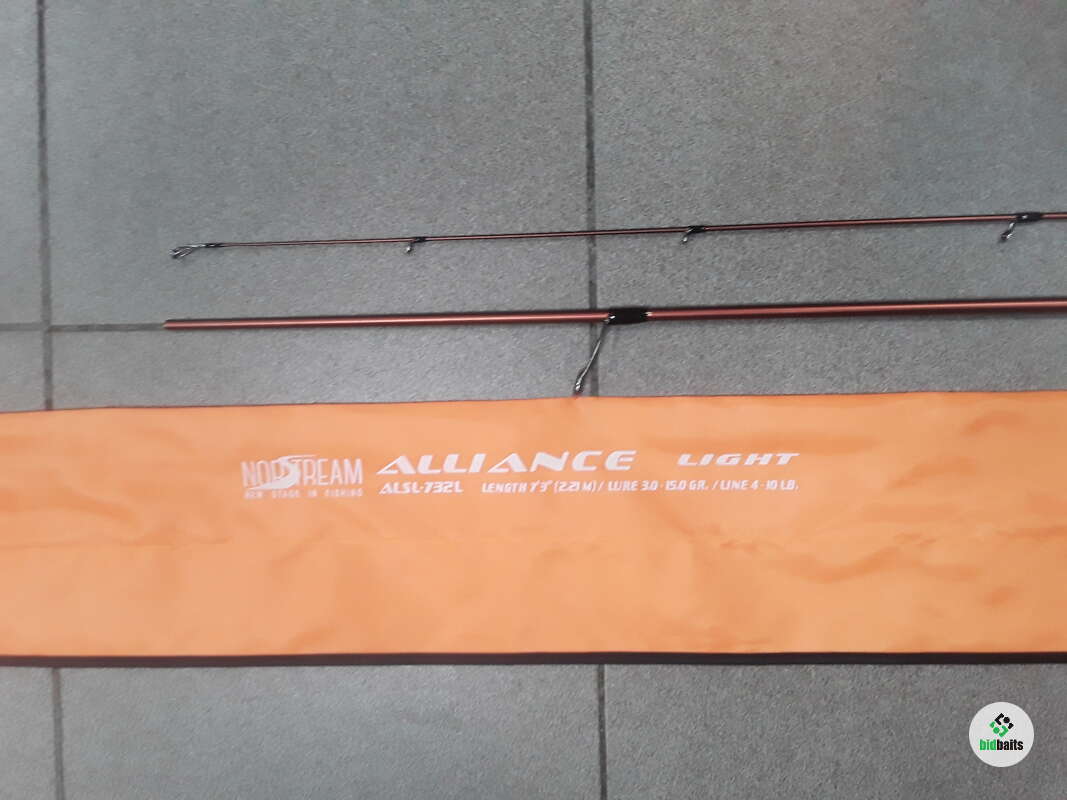 NORSTREAM
NEW STAGE IN FISHING
ALLIANCE LIGHT
ALSL-732L LENGTH 7'3" (2.21 M) / LURE 3.0 - 15.0 GR. / LINE 4 - 10 LB.
bidbaits